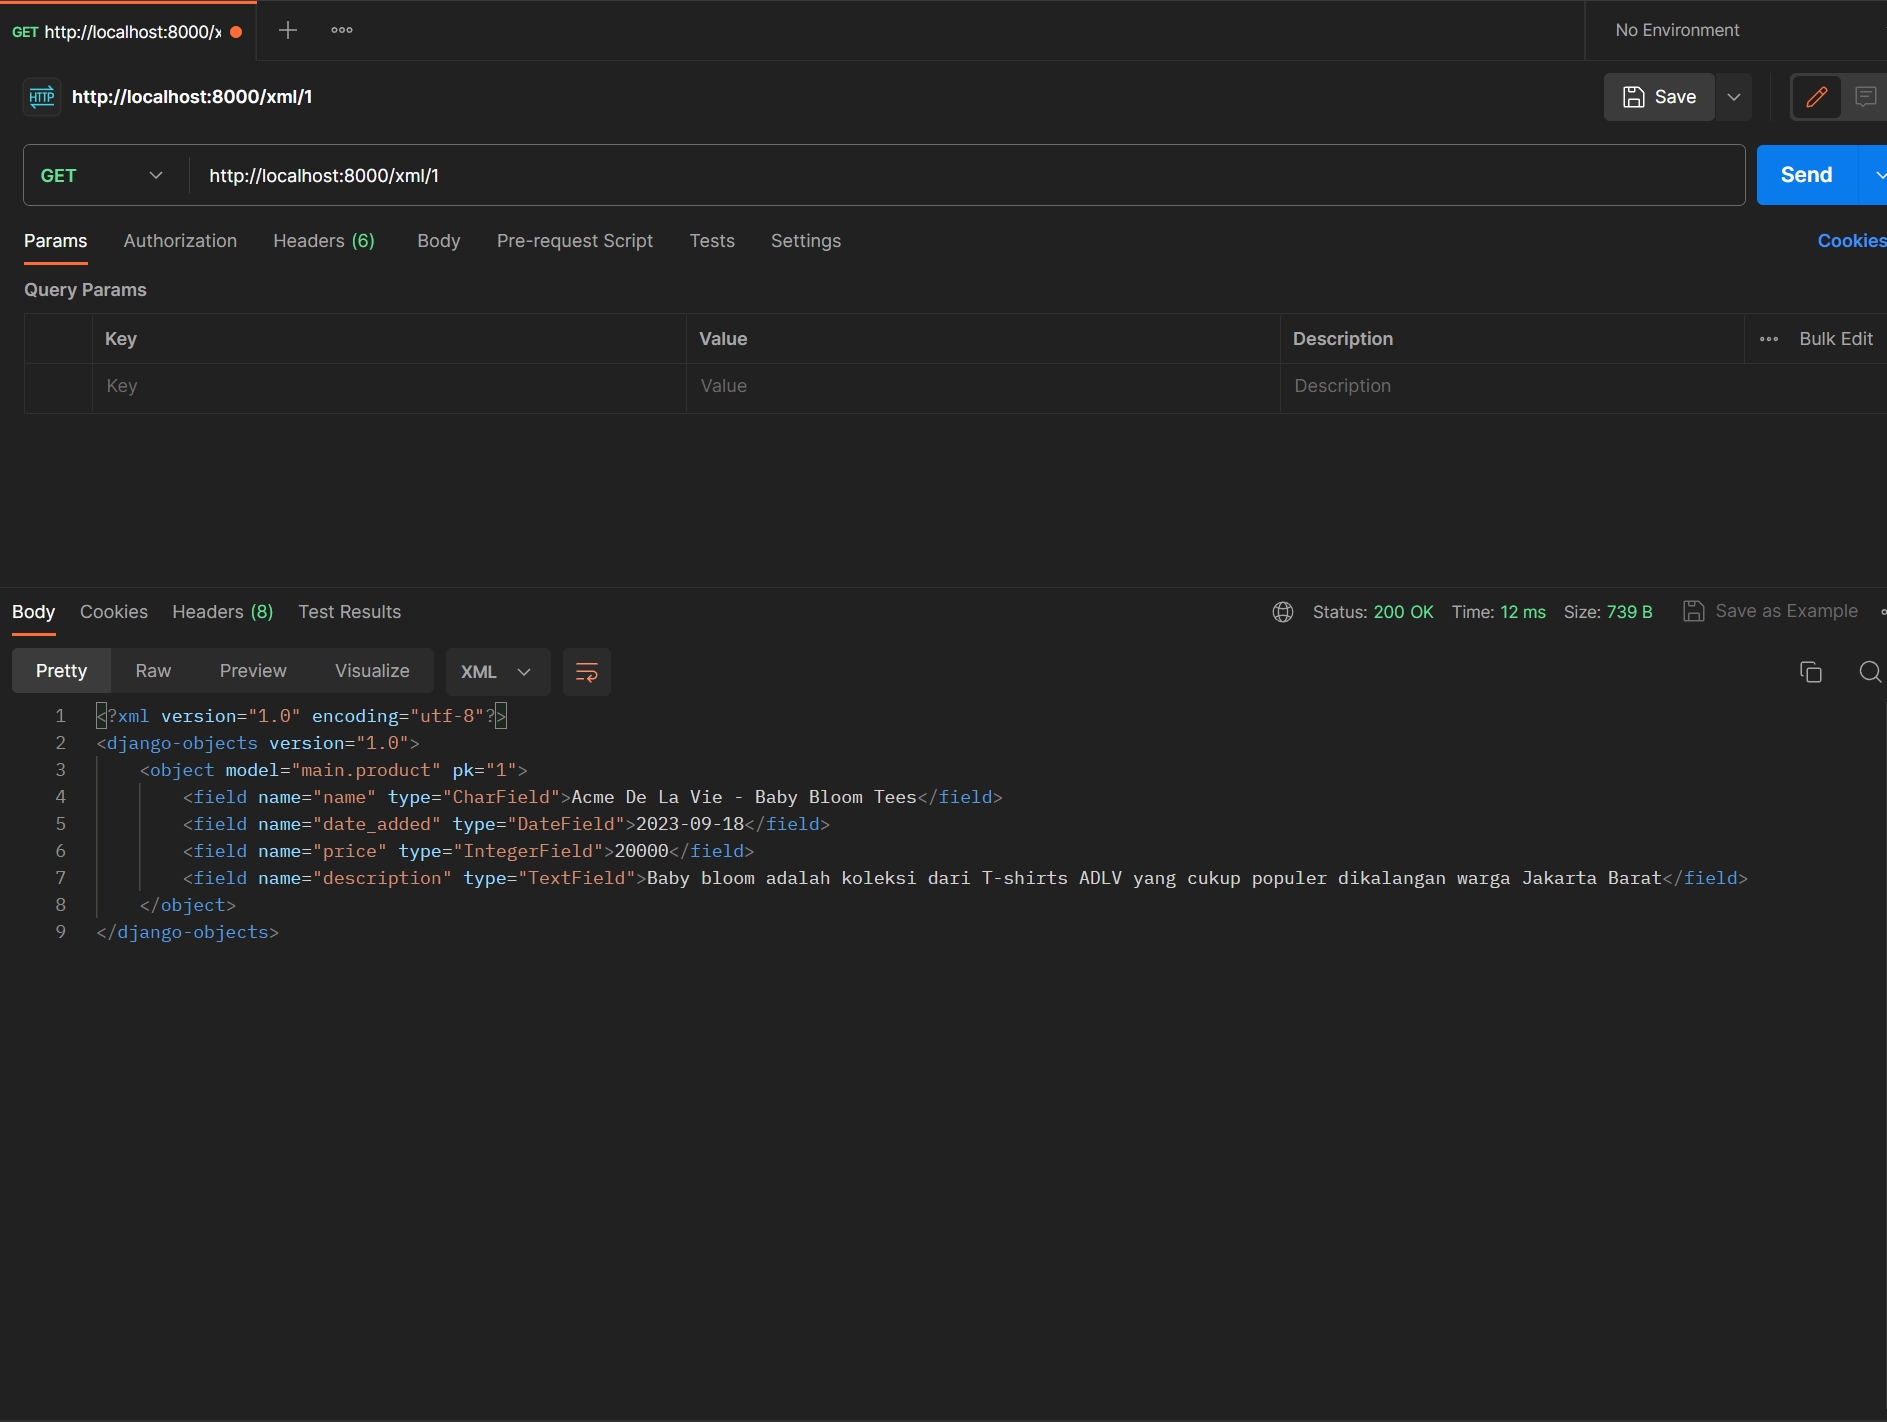 GET http://localhost:8000/x
No Environment
HTTP http://localhost:8000/xml/1
Save
GET http://localhost:8000/xml/1
Send
Params Authorization Headers (6) Body Pre-request Script Tests Settings Cookies
Query Params
Key Value Description Bulk Edit
Key Value Description
Body Cookies Headers (8) Test Results Status: 200 OK Time: 12 ms Size: 739 B Save as Example
Pretty Raw Preview Visualize XML
1 <?xml version="1.0" encoding="utf-8"?>
2 <django-objects version="1.0">
3 <object model="main.product" pk="1">
4 <field name="name" type="CharField">Acme De La Vie - Baby Bloom Tees</field>
5 <field name="date_added" type="DateField">2023-09-18</field>
6 <field name="price" type="IntegerField">20000</field>
7 <field name="description" type="TextField">Baby bloom adalah koleksi dari T-shirts ADLV yang cukup populer dikalangan warga Jakarta Barat</field>
8 </object>
9 </django-objects>